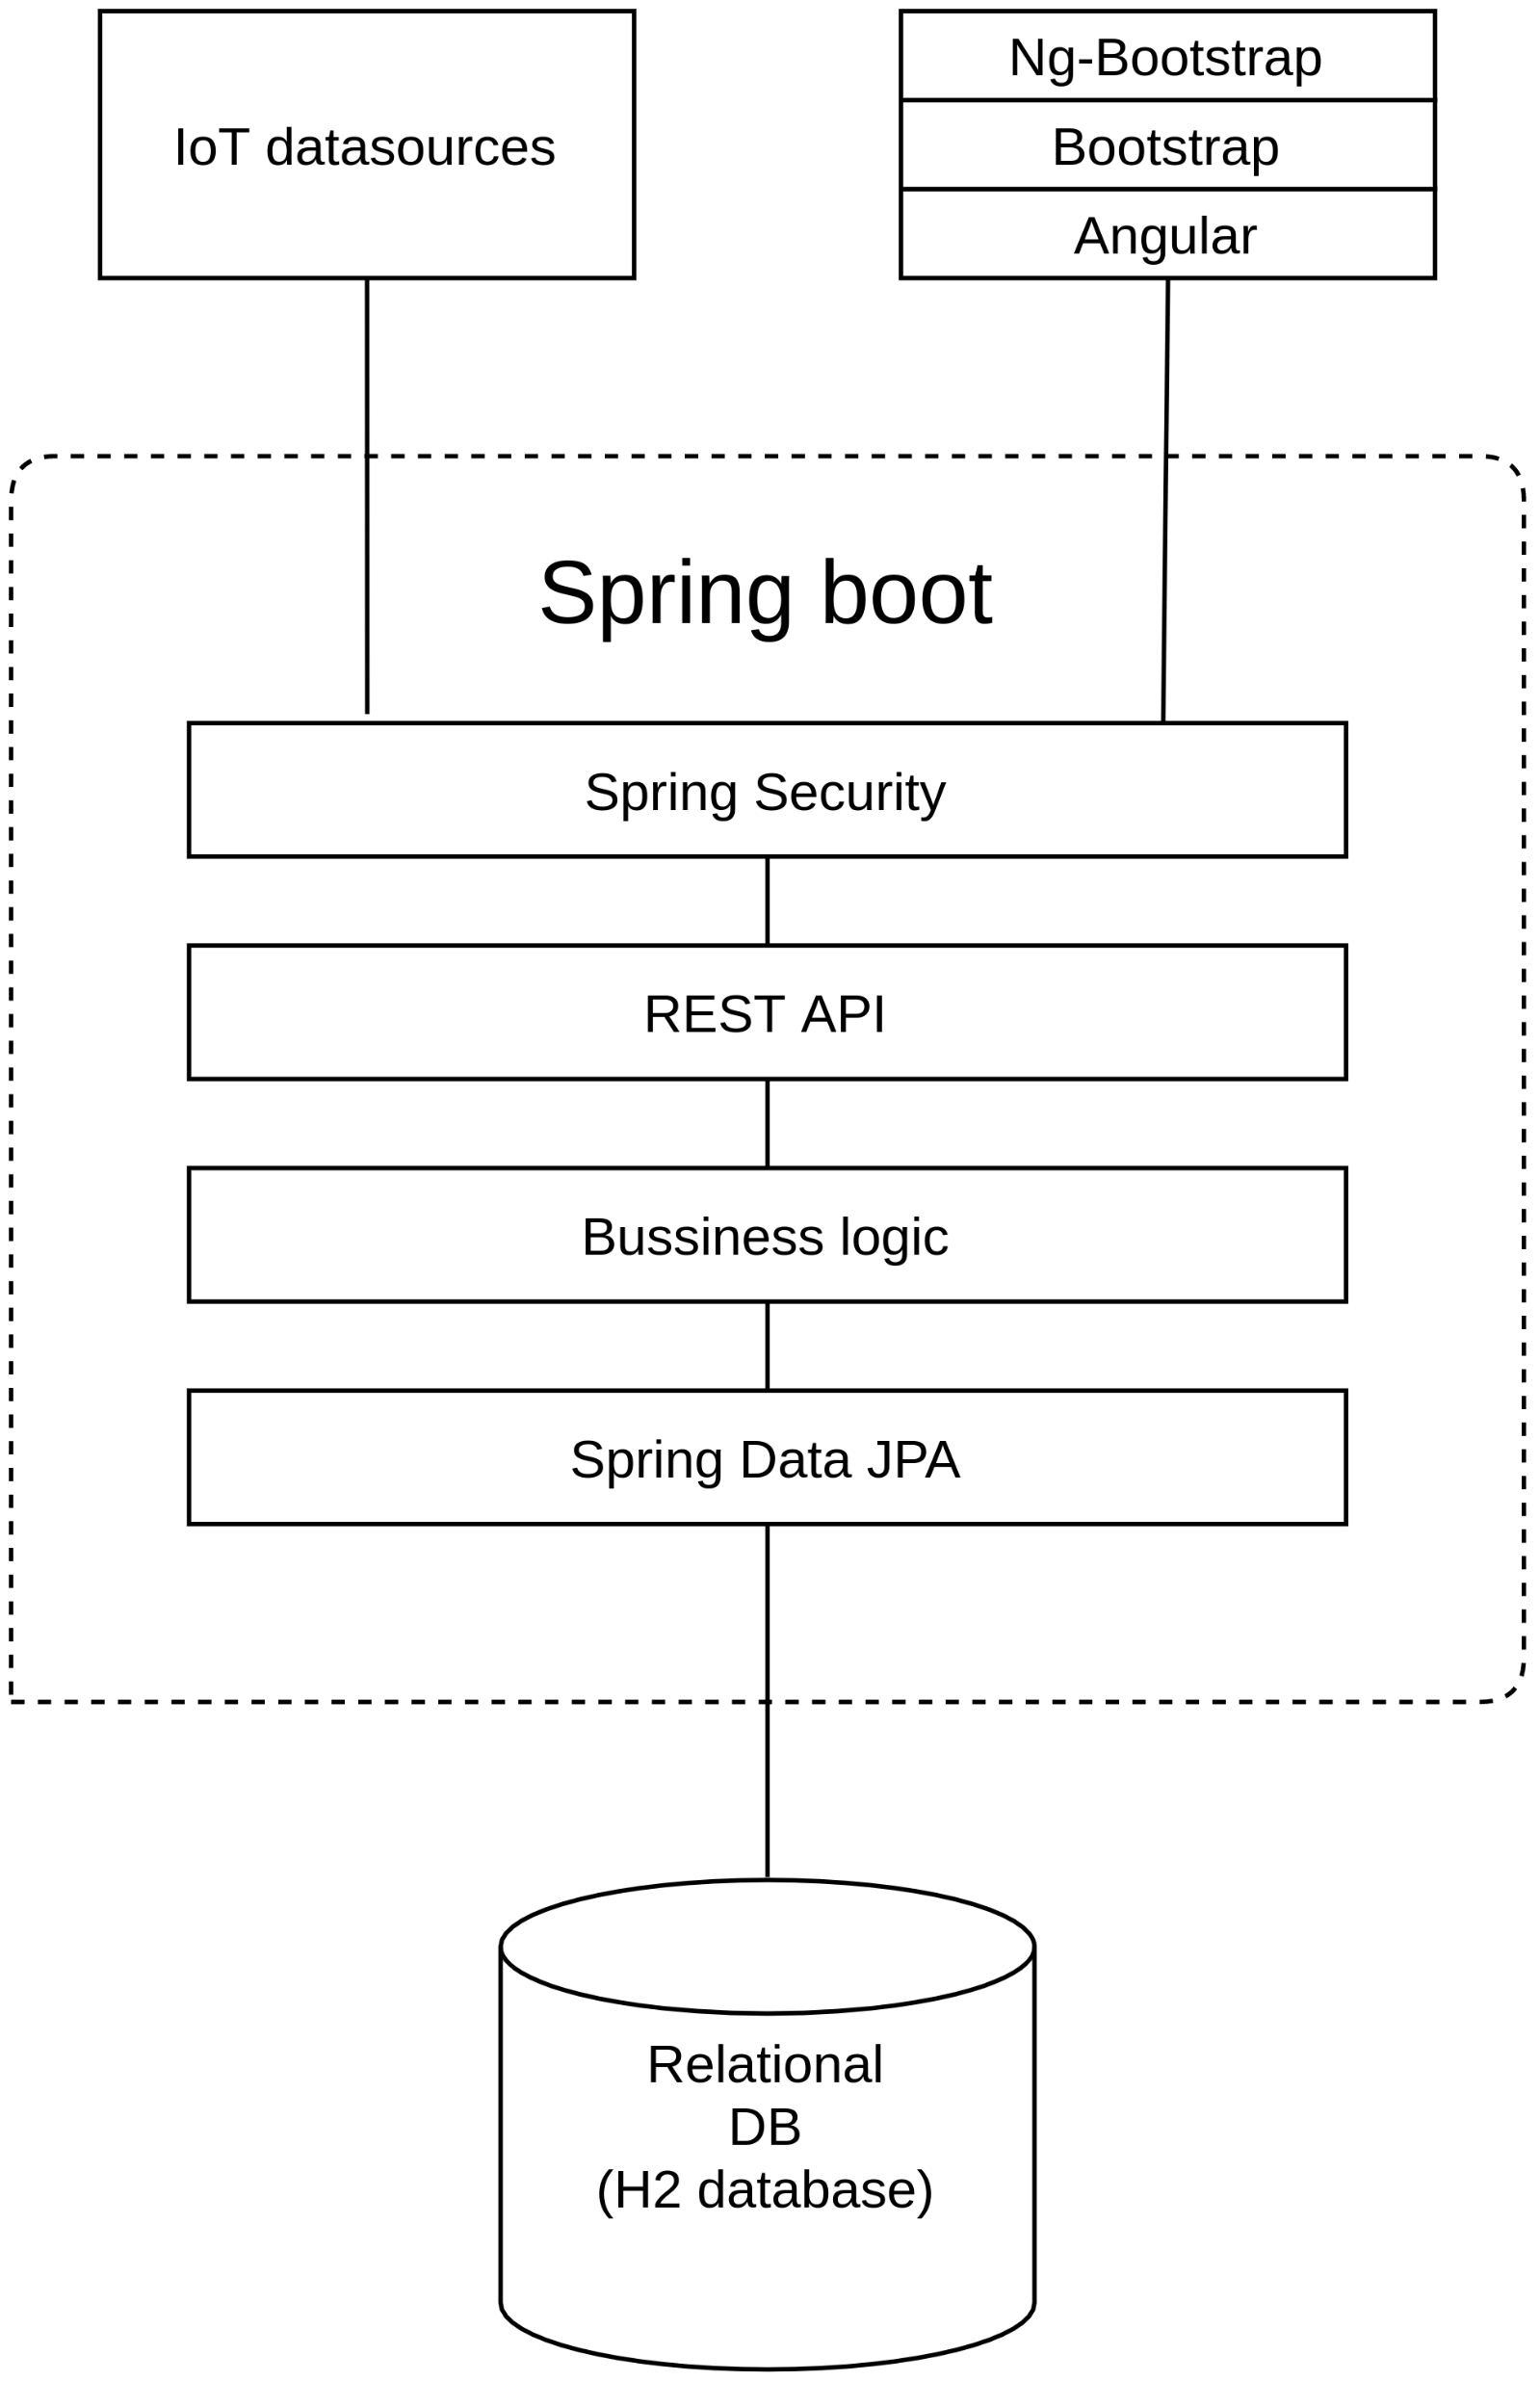 IoT datasources
Ng-Bootstrap
Bootstrap
Angular
Spring boot
Spring Security
REST API
Bussiness logic
Spring Data JPA
Relational
DB
(H2 database)